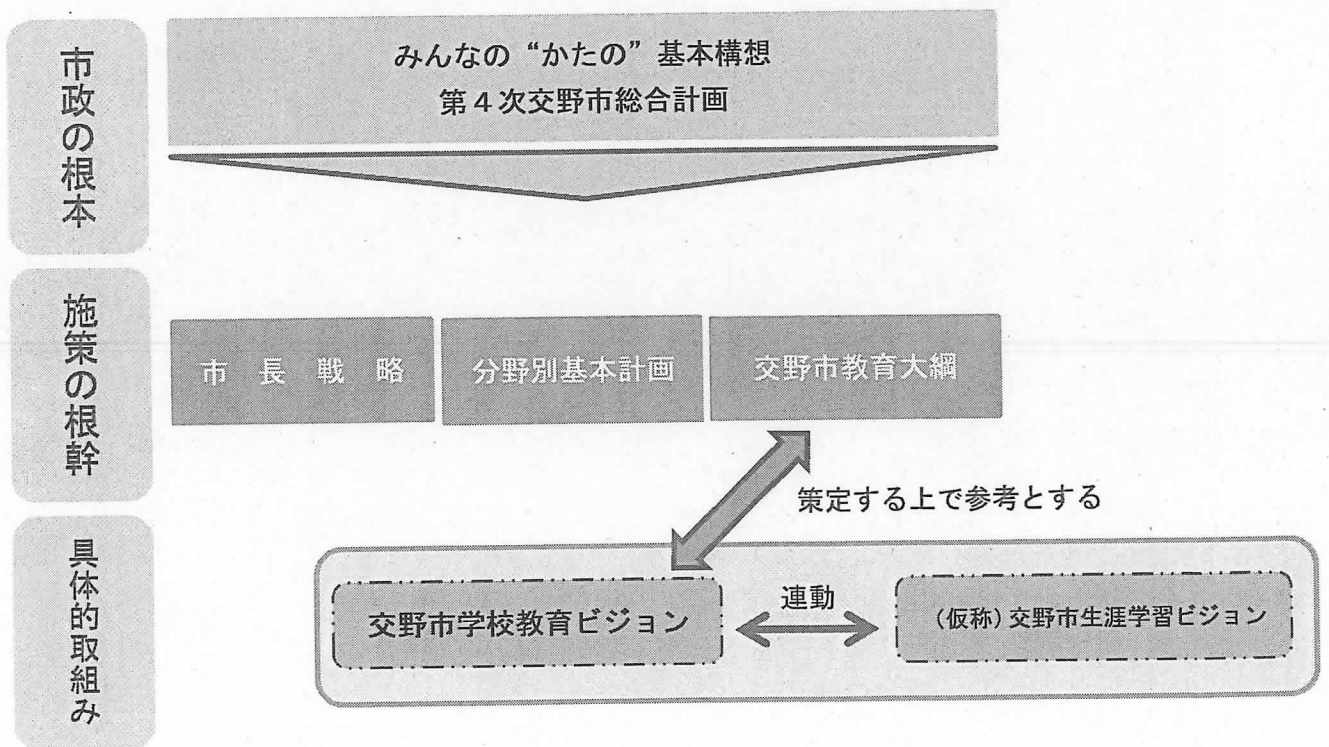 市政の根本
みんなの“かたの”基本構想
第4次交野市総合計画
施策の根幹
市長戦略
分野別基本計画
交野市教育大綱
策定する上で参考とする
具体的取組み
交野市学校教育ビジョン
連動
(仮称)交野市生涯学習ビジョン